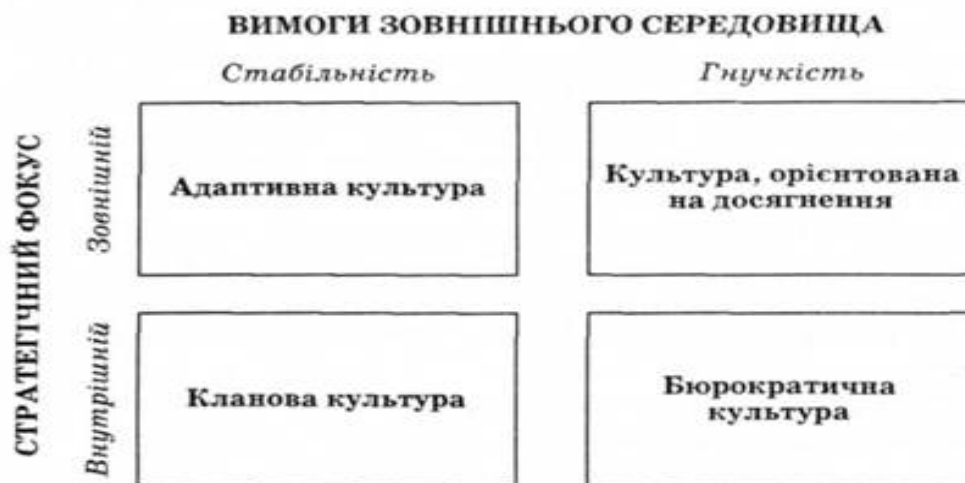 ВИМОГИ ЗОВНІШНЬОГО СЕРЕДОВИЩА
Стабільність
Гнучкість
СТРАТЕГІЧНИЙ ФОКУС
Зовнішній
Адаптивна культура
Культура, орієнтована
на досягнення
Внутрішній
Кланова культура
Бюрократична
культура